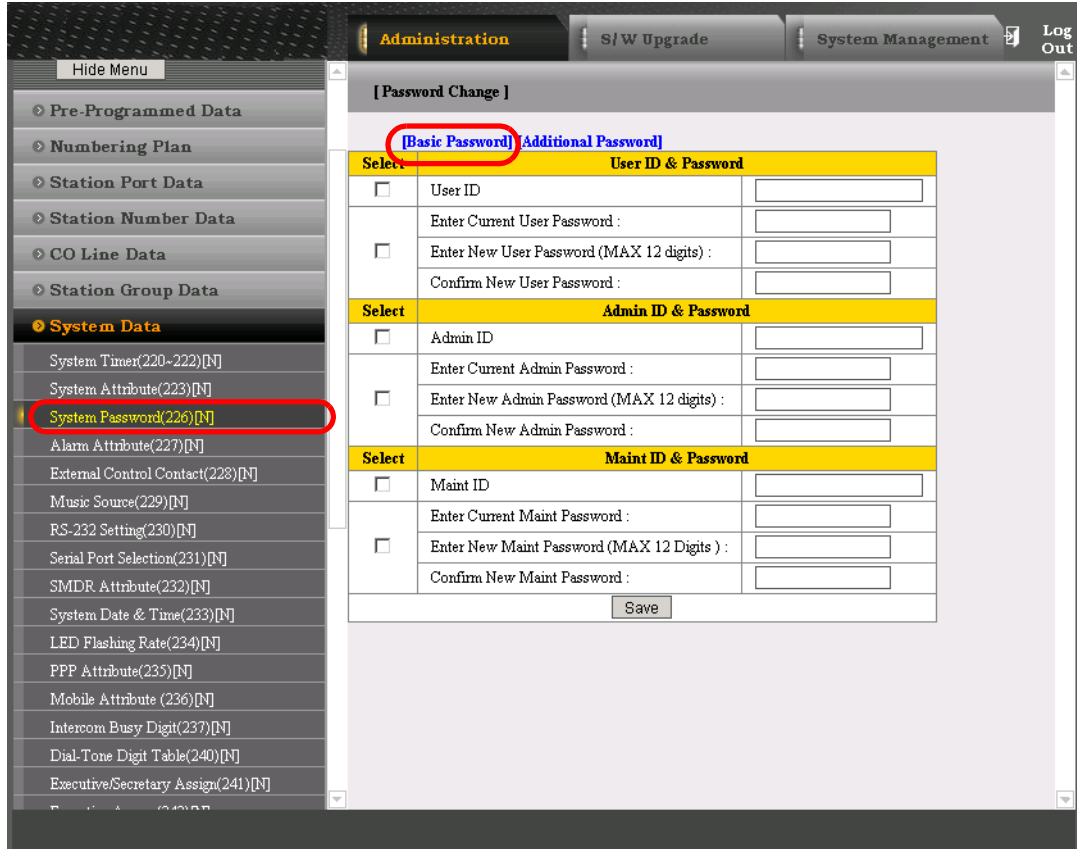 Administration
S/W Upgrade
System Management
Log Out
Hide Menu
Pre-Programmed Data
Numbering Plan
Station Port Data
Station Number Data
CO Line Data
Station Group Data
System Data
System Timer(220~222)[N]
System Attribute(223)[N]
System Password(226)[N]
Alarm Attribute(227)[N]
External Control Contact(228)[N]
Music Source(229)[N]
RS-232 Setting(230)[N]
Serial Port Selection(231)[N]
SMDR Attribute(232)[N]
System Date & Time(233)[N]
LED Flashing Rate(234)[N]
PPP Attribute(235)[N]
Mobile Attribute (236)[N]
Intercom Busy Digit(237)[N]
Dial-Tone Digit Table(240)[N]
Executive/Secretary Assign(241)[N]
[ Password Change ]
[Basic Password] [Additional Password]
Select User ID & Password
User ID
Enter Current User Password :
Enter New User Password (MAX 12 digits) :
Confirm New User Password :
Select Admin ID & Password
Admin ID
Enter Current Admin Password :
Enter New Admin Password (MAX 12 digits) :
Confirm New Admin Password :
Select Maint ID & Password
Maint ID
Enter Current Maint Password :
Enter New Maint Password (MAX 12 Digits ) :
Confirm New Maint Password :
Save